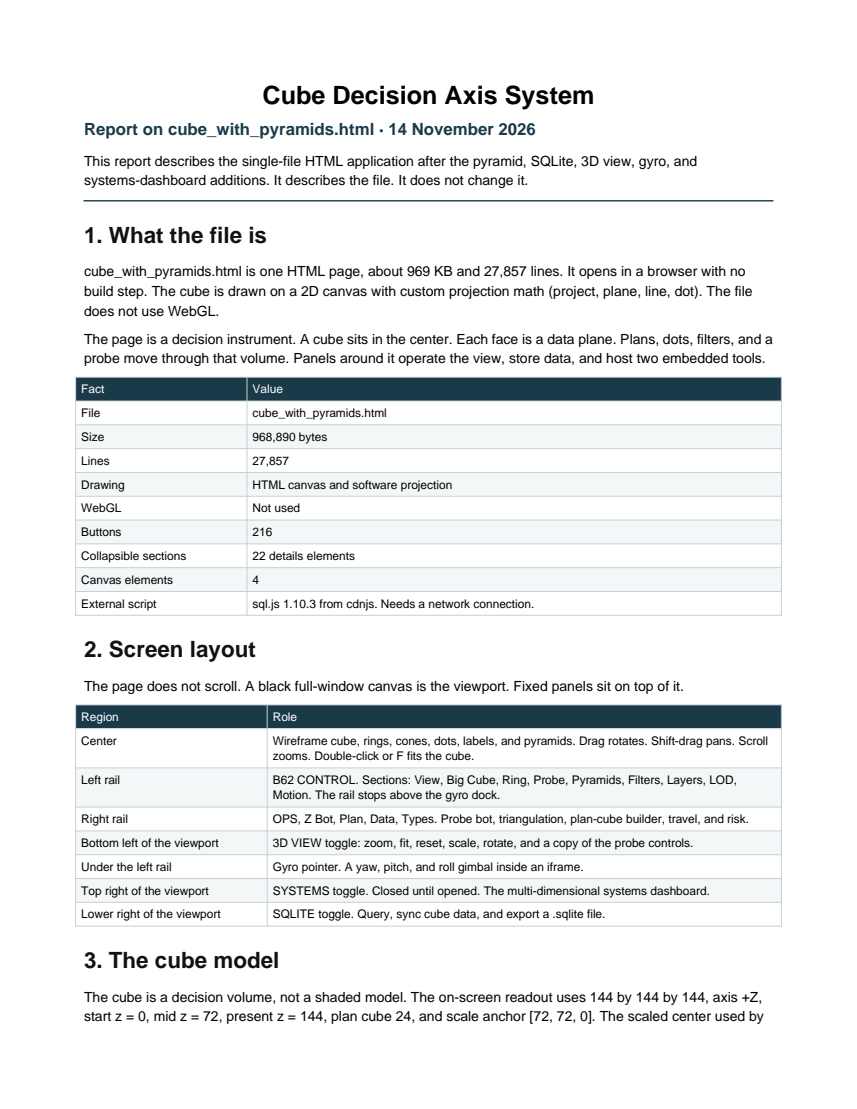 Cube Decision Axis System
Report on cube_with_pyramids.html · 14 November 2026
This report describes the single-file HTML application after the pyramid, SQLite, 3D view, gyro, and
systems-dashboard additions. It describes the file. It does not change it.
1. What the file is
cube_with_pyramids.html is one HTML page, about 969 KB and 27,857 lines. It opens in a browser with no
build step. The cube is drawn on a 2D canvas with custom projection math (project, plane, line, dot). The file
does not use WebGL.
The page is a decision instrument. A cube sits in the center. Each face is a data plane. Plans, dots, filters, and a
probe move through that volume. Panels around it operate the view, store data, and host two embedded tools.
Fact Value
File cube_with_pyramids.html
Size 968,890 bytes
Lines 27,857
Drawing HTML canvas and software projection
WebGL Not used
Buttons 216
Collapsible sections 22 details elements
Canvas elements 4
External script sql.js 1.10.3 from cdnjs. Needs a network connection.
2. Screen layout
The page does not scroll. A black full-window canvas is the viewport. Fixed panels sit on top of it.
Region Role
Center Wireframe cube, rings, cones, dots, labels, and pyramids. Drag rotates. Shift-drag pans. Scroll
zooms. Double-click or F fits the cube.
Left rail B62 CONTROL. Sections: View, Big Cube, Ring, Probe, Pyramids, Filters, Layers, LOD,
Motion. The rail stops above the gyro dock.
Right rail OPS, Z Bot, Plan, Data, Types. Probe bot, triangulation, plan-cube builder, travel, and risk.
Bottom left of the viewport 3D VIEW toggle: zoom, fit, reset, scale, rotate, and a copy of the probe controls.
Under the left rail Gyro pointer. A yaw, pitch, and roll gimbal inside an iframe.
Top right of the viewport SYSTEMS toggle. Closed until opened. The multi-dimensional systems dashboard.
Lower right of the viewport SQLITE toggle. Query, sync cube data, and export a .sqlite file.
3. The cube model
The cube is a decision volume, not a shaded model. The on-screen readout uses 144 by 144 by 144, axis +Z,
start z = 0, mid z = 72, present z = 144, plan cube 24, and scale anchor [72, 72, 0]. The scaled center used by